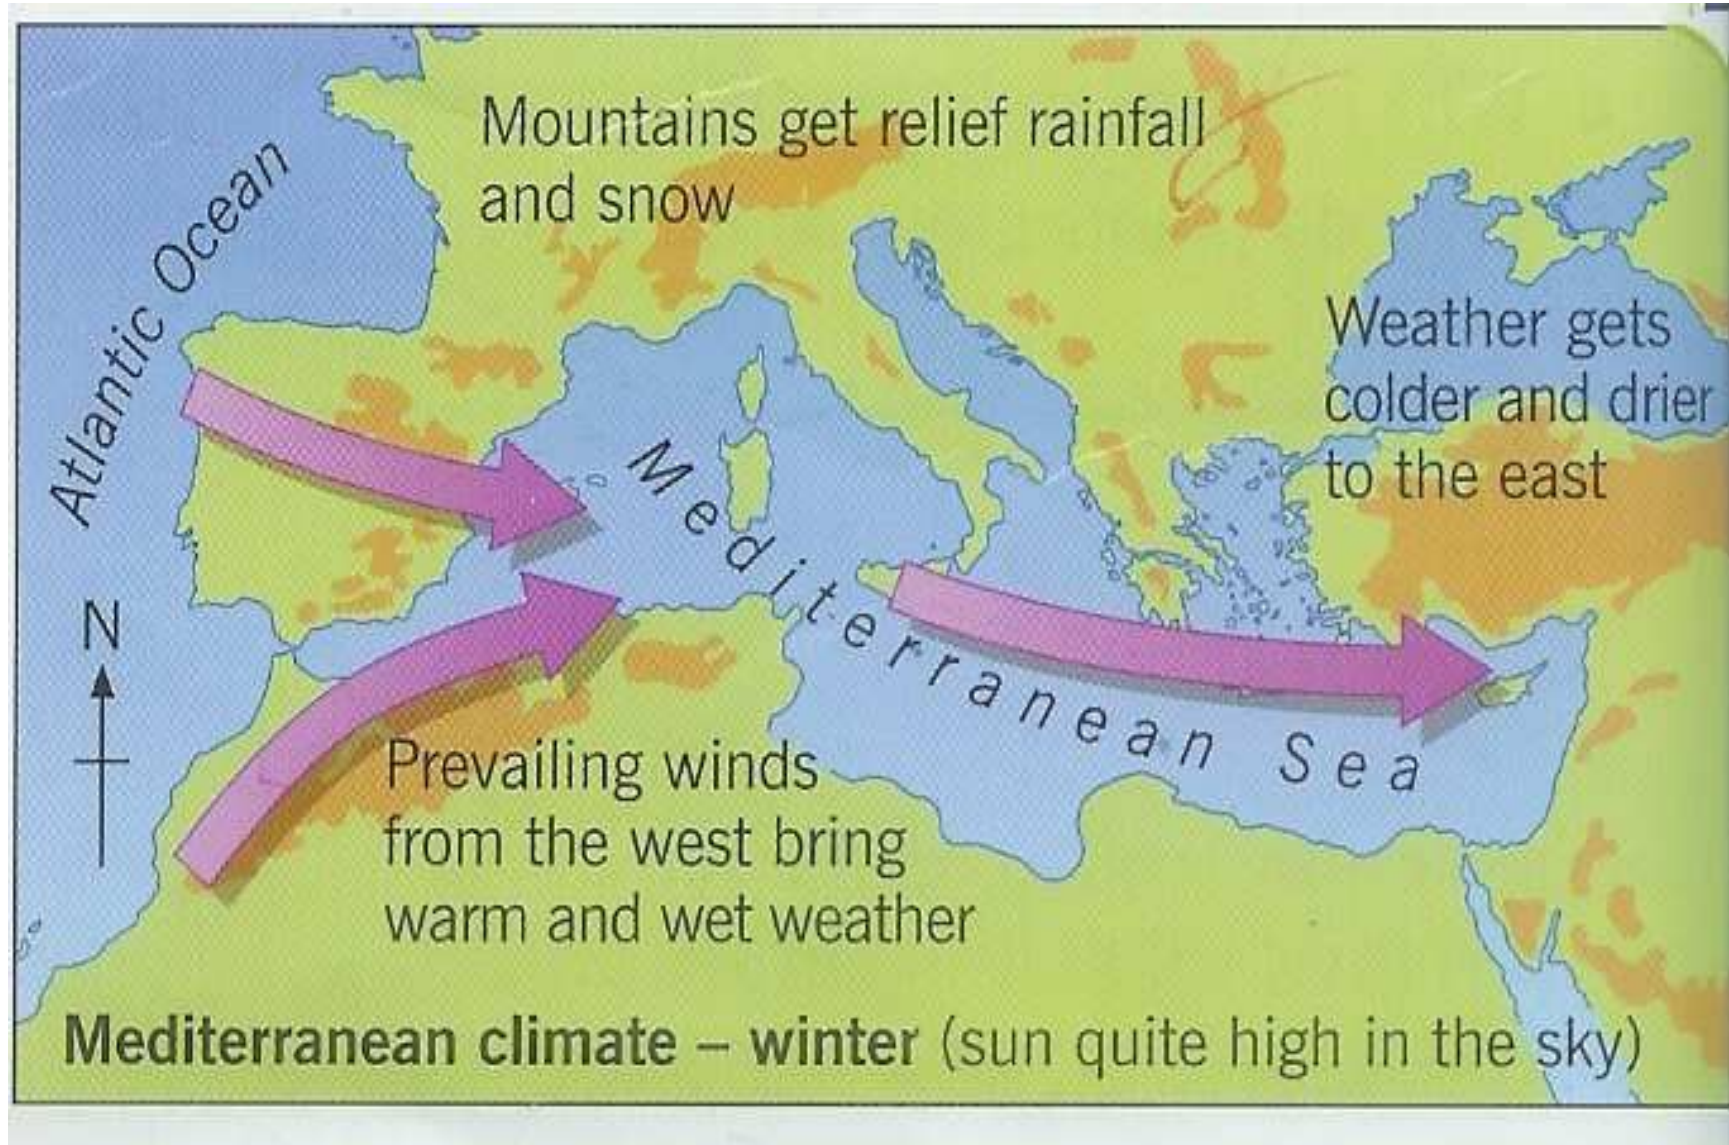 Mountains get relief rainfall
and snow
Atlantic Ocean
Weather gets
colder and drier
to the east
Mediterranean Sea
N
Prevailing winds
from the west bring
warm and wet weather
Mediterranean climate – winter (sun quite high in the sky)